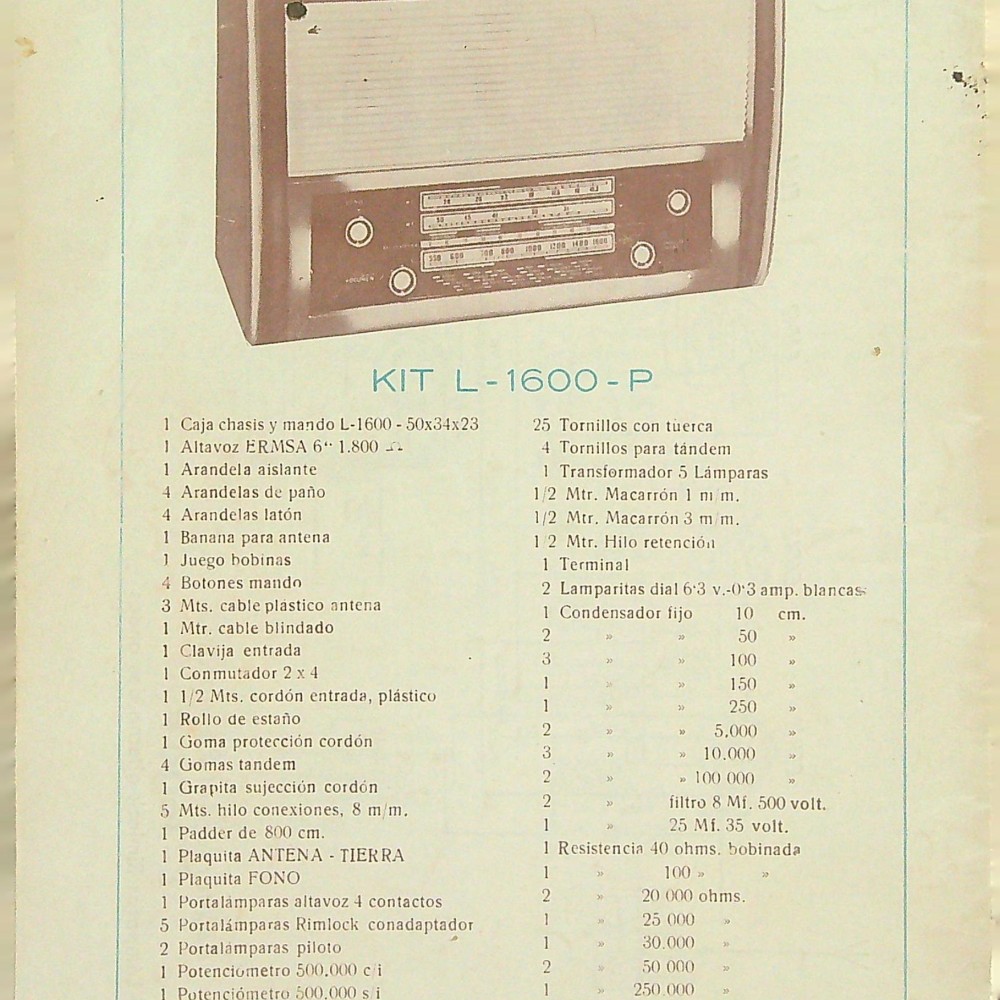 550 600 700 800 1000 1200 1400 1600
KIT L-1600-P
1 Caja chasis y mando L-1600 - 50x34x23
1 Altavoz ERMSA 6" 1.800 Ω
1 Arandela aislante
4 Arandelas de paño
4 Arandelas latón
1 Banana para antena
1 Juego bobinas
4 Botones mando
3 Mts. cable plástico antena
1 Mtr. cable blindado
1 Clavija entrada
1 Conmutador 2 x 4
1 1/2 Mts. cordón entrada, plástico
1 Rollo de estaño
1 Goma protección cordón
4 Gomas tandem
1 Grapita sujección cordón
5 Mts. hilo conexiones, 8 m/m.
1 Padder de 800 cm.
1 Plaquita ANTENA - TIERRA
1 Plaquita FONO
1 Portalámparas altavoz 4 contactos
5 Portalámparas Rimlock conadaptador
2 Portalámparas piloto
1 Potenciometro 500.000 c/i
1 Potenciómetro 500.000 s/i
25 Tornillos con tuerca
4 Tornillos para tándem
1 Transformador 5 Lámparas
1/2 Mtr. Macarrón 1 m/m.
1/2 Mtr. Macarrón 3 m/m.
1/2 Mtr. Hilo retención
1 Terminal
2 Lamparitas dial 6'3 v.-0'3 amp. blancas
1 Condensador fijo 10 cm.
2 » » 50 »
3 » » 100 »
1 » » 150 »
1 » » 250 »
2 » » 5.000 »
3 » » 10.000 »
2 » » 100 000 »
2 » filtro 8 Mf. 500 volt.
1 » 25 Mf. 35 volt.
1 Resistencia 40 ohms. bobinada
1 » 100 » »
2 » 20 000 ohms.
1 » 25 000 »
1 » 30.000 »
2 » 50 000 »
1 » 250.000 »